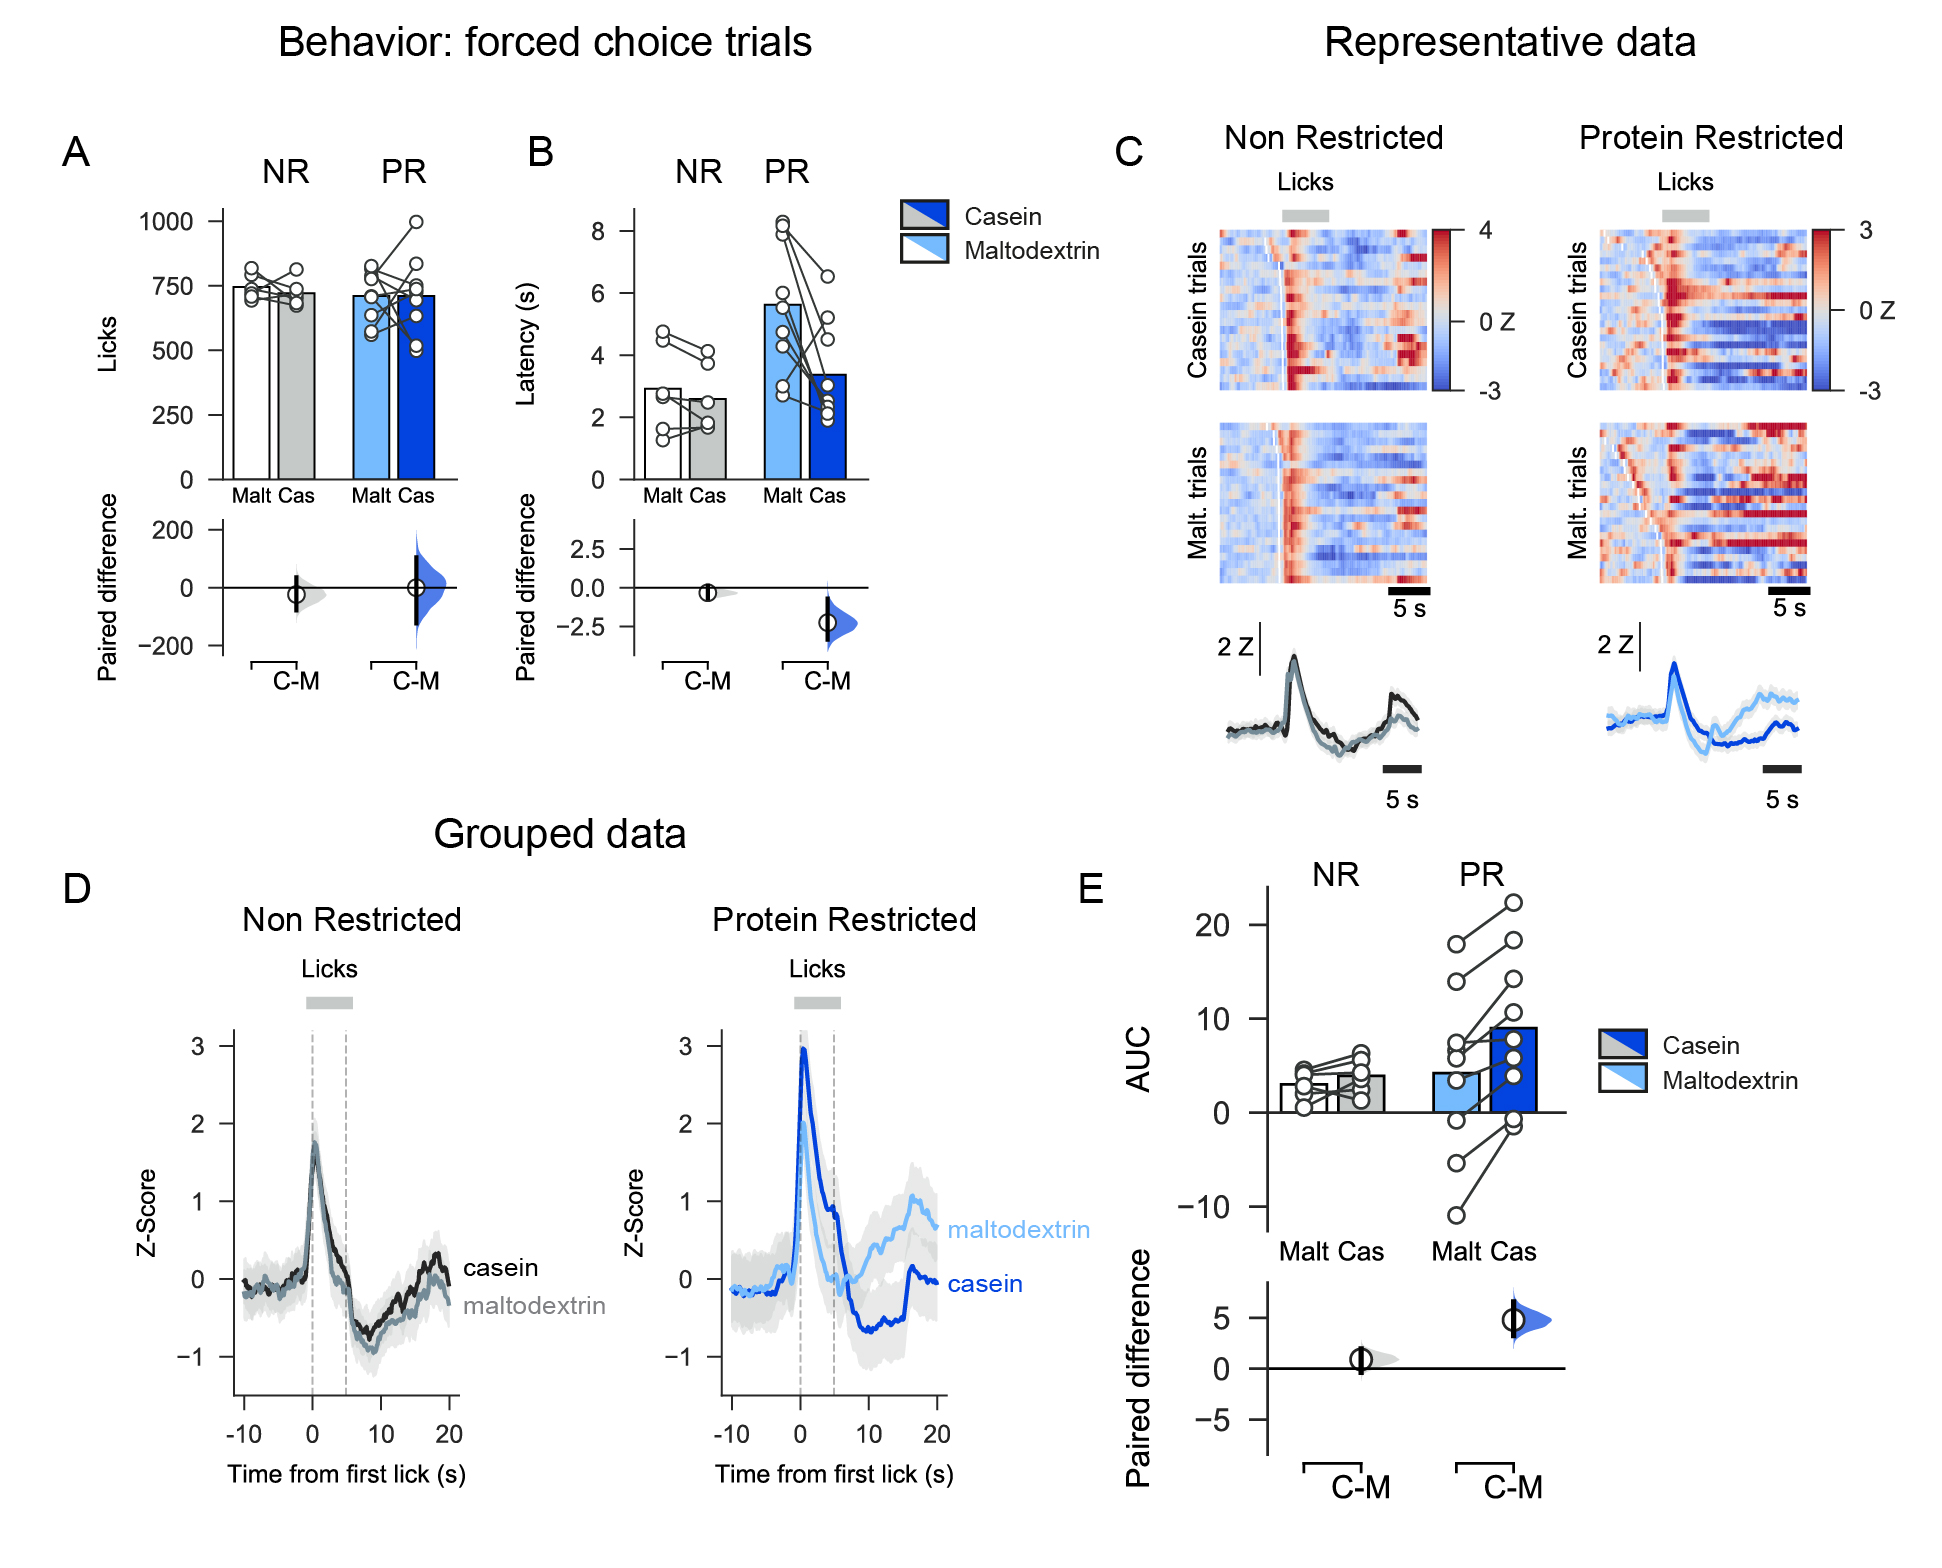 Behavior: forced choice trials
Representative data
A
NR
PR
Licks
1000
750
500
250
0
Malt Cas
Malt Cas
Paired difference
200
0
−200
C-M
C-M
B
NR
PR
Latency (s)
8
6
4
2
0
Malt Cas
Malt Cas
Paired difference
2.5
0.0
−2.5
C-M
C-M
Casein
Maltodextrin
C
Non Restricted
Licks
Casein trials
4
0 Z
-3
Malt. trials
5 s
2 Z
5 s
Protein Restricted
Licks
Casein trials
3
0 Z
-3
Malt. trials
5 s
2 Z
5 s
Grouped data
D
Non Restricted
Licks
Z-Score
3
2
1
0
−1
casein
maltodextrin
-10
0
10
20
Time from first lick (s)
Protein Restricted
Licks
Z-Score
3
2
1
0
−1
maltodextrin
casein
-10
0
10
20
Time from first lick (s)
E
NR
PR
AUC
20
10
0
−10
Malt Cas
Malt Cas
Casein
Maltodextrin
Paired difference
5
0
−5
C-M
C-M